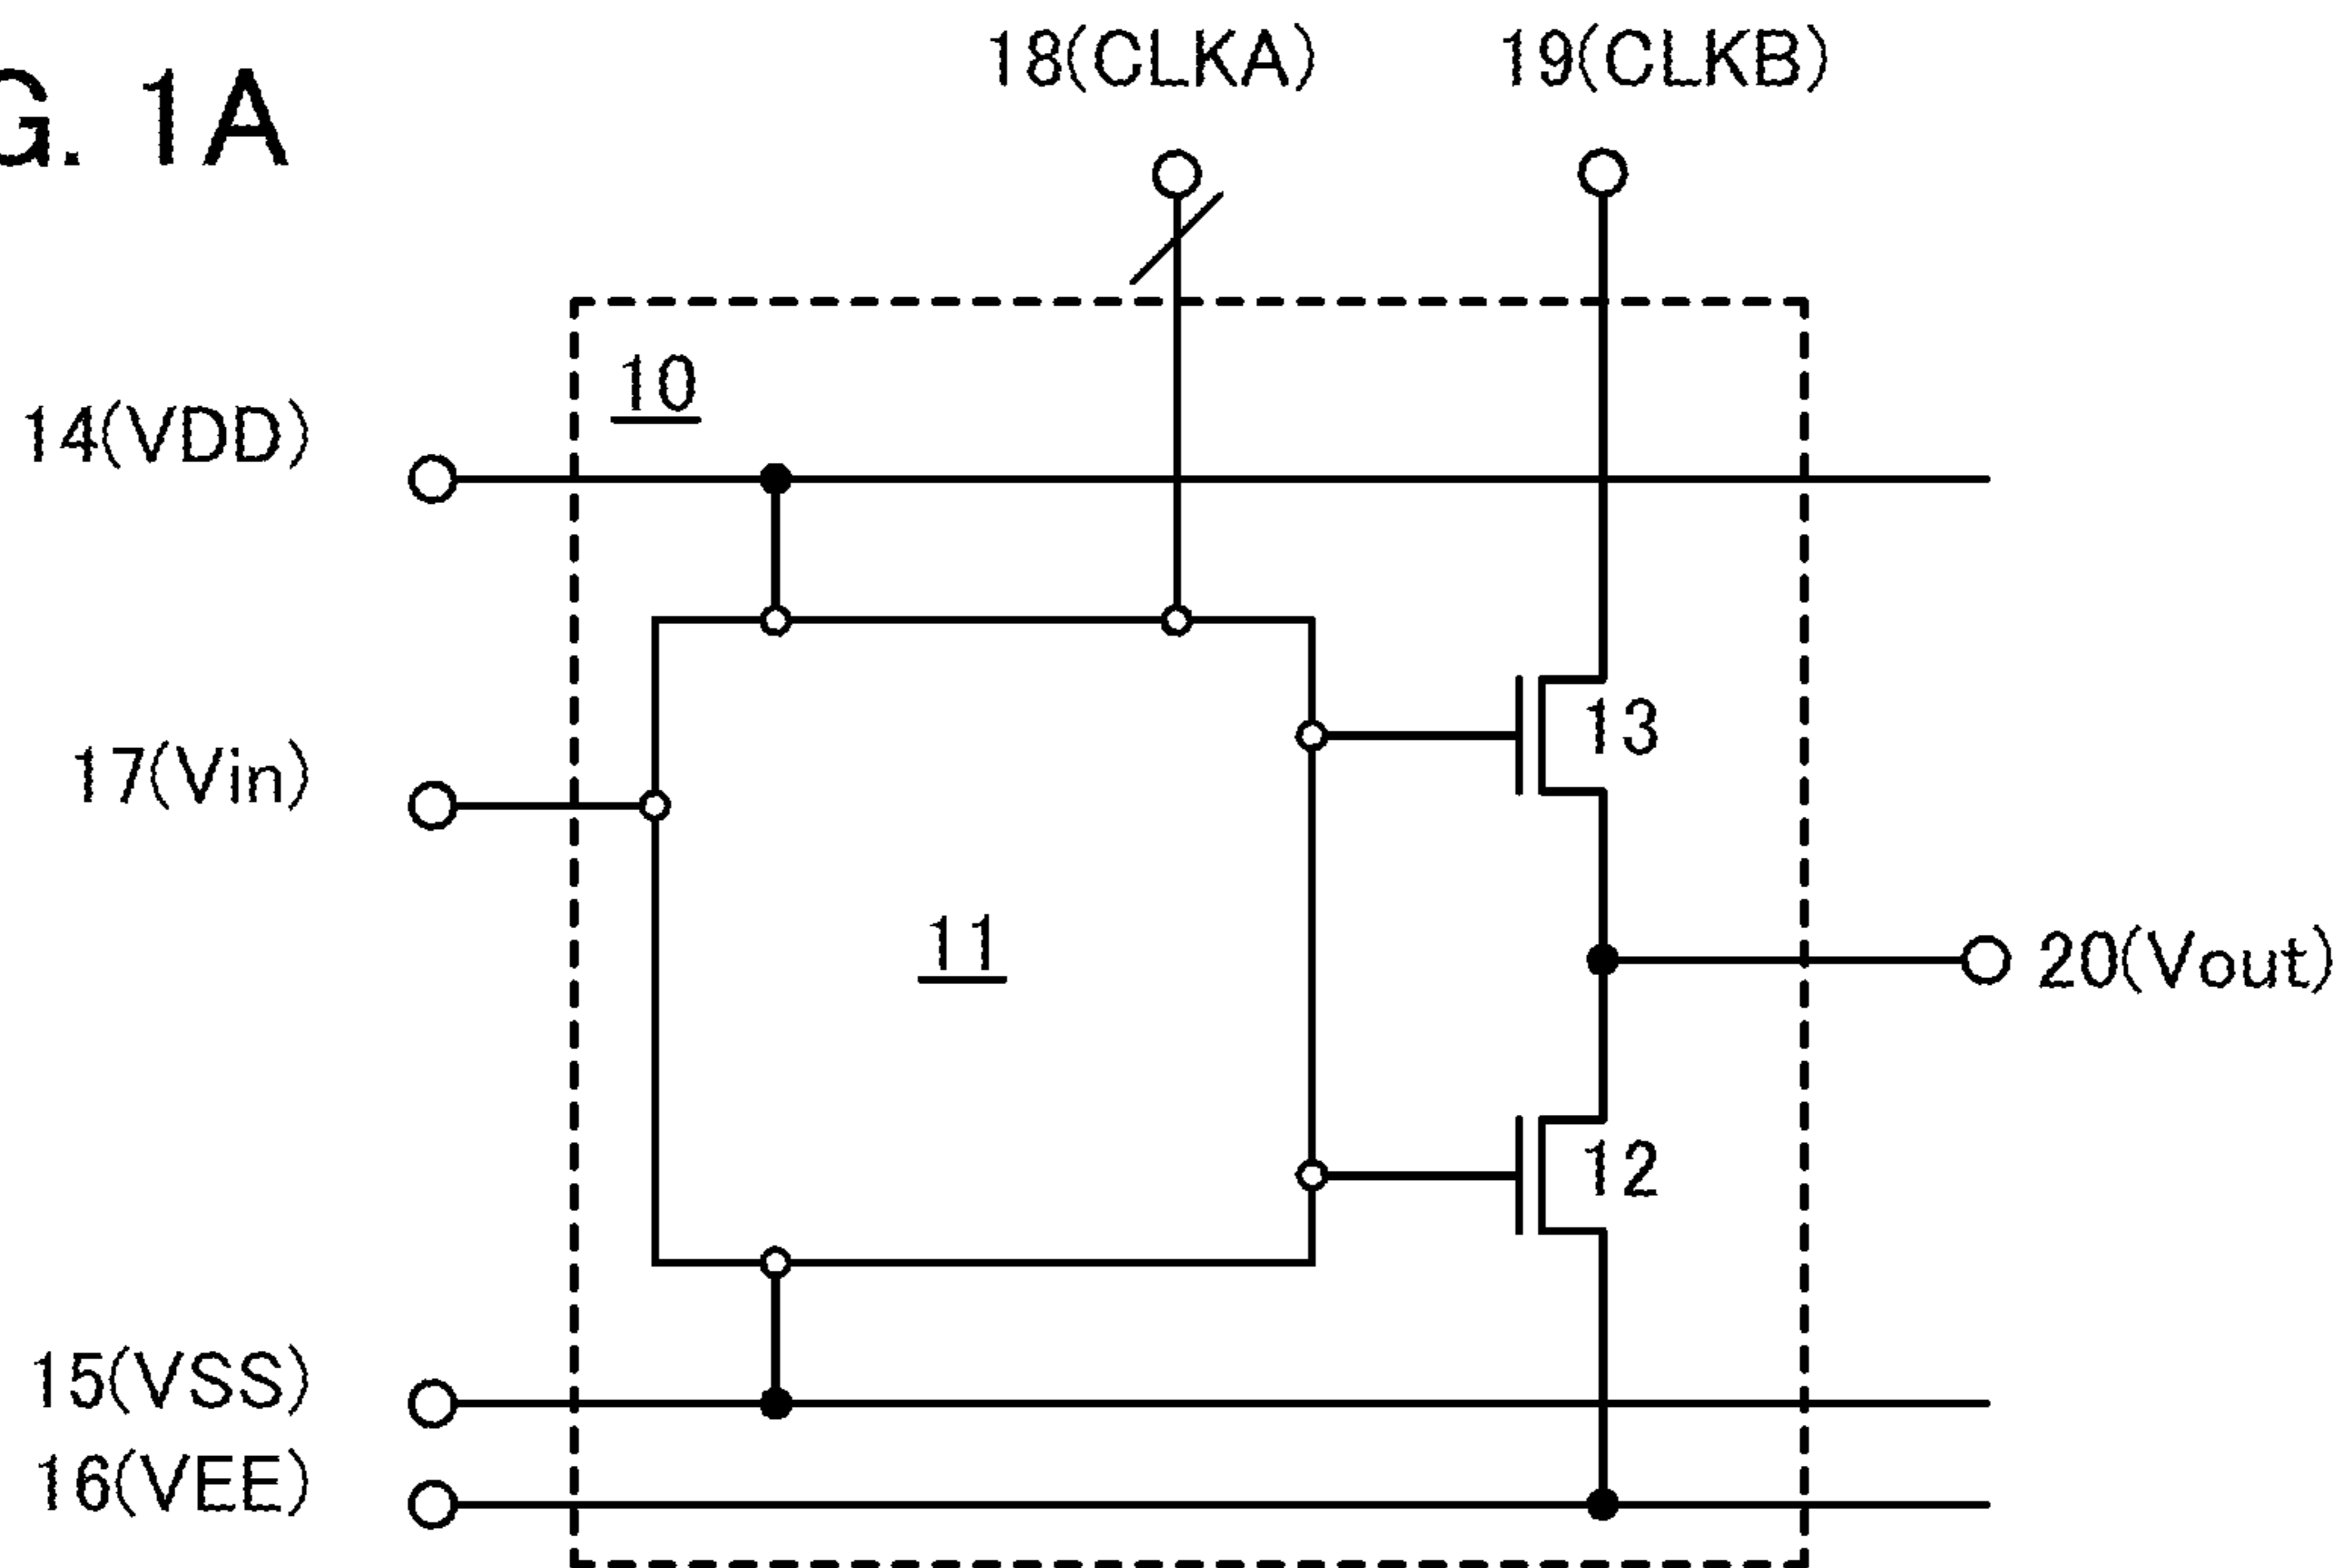 G. 1A
18(CLKA)
19(CLKB)
10
14(VDD)
13
17(Vin)
11
20(Vout)
12
15(VSS)
16(VEE)